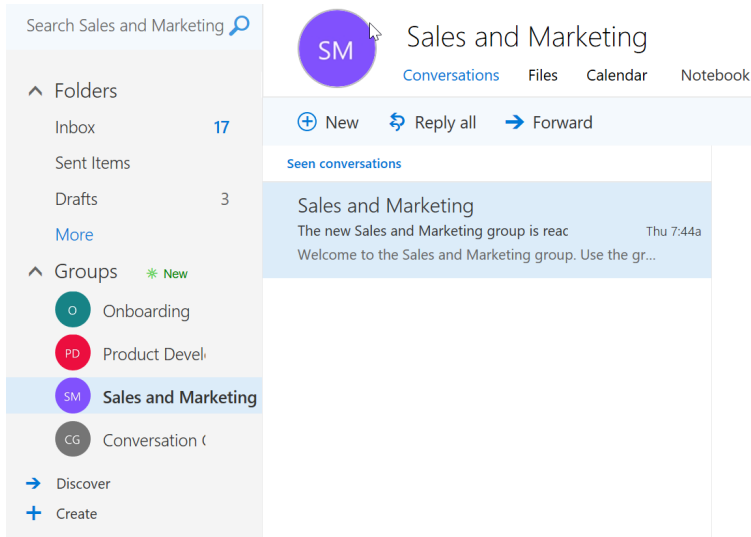 Search Sales and Marketing
Folders
Inbox 17
Sent Items
Drafts 3
More
Groups New
O Onboarding
PD Product Devel
SM Sales and Marketing
CG Conversation
Discover
Create
SM
Sales and Marketing
Conversations Files Calendar Notebook
New Reply all Forward
Seen conversations
Sales and Marketing
The new Sales and Marketing group is Thu 7:44a
Welcome to the Sales and Marketing group. Use the gr...